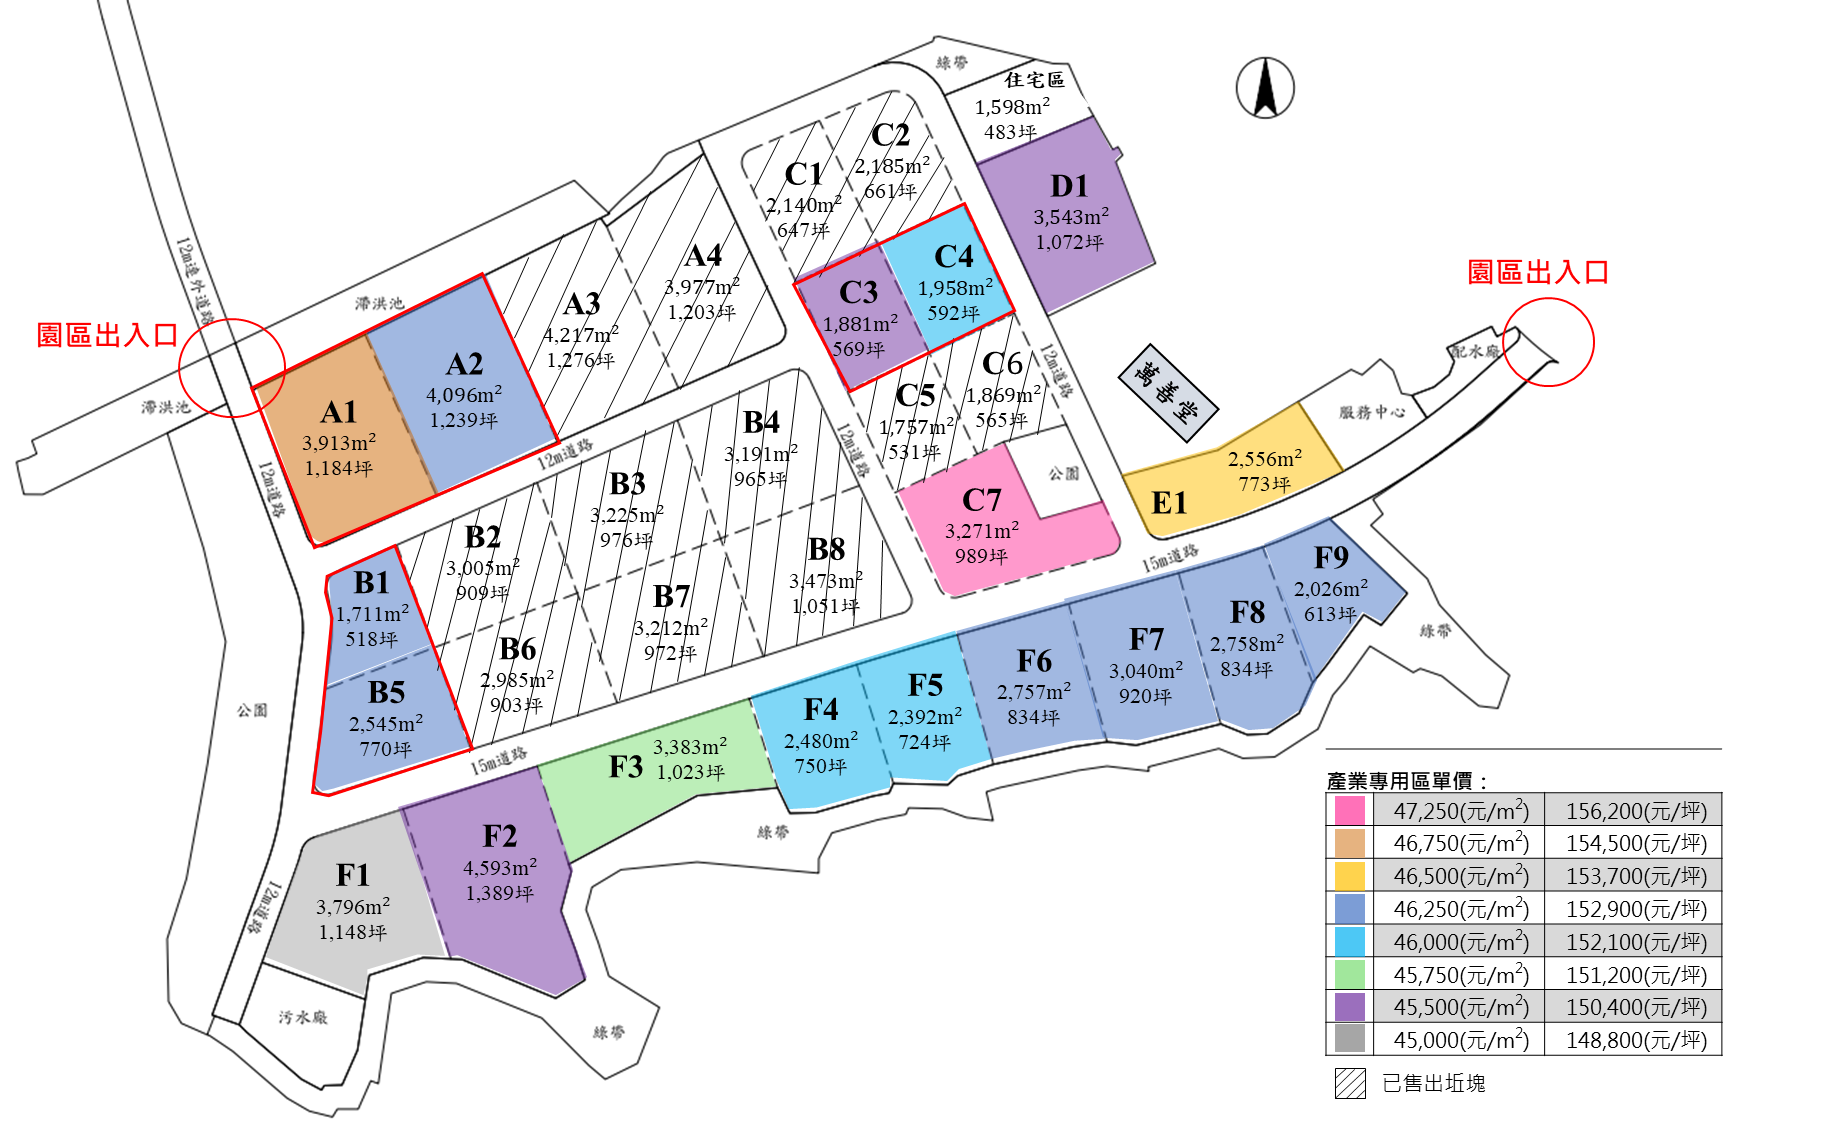 綠帶
住宅區
1,598m²
483坪
C2
2,185m²
661坪
C1
2,140m²
647坪
D1
3,543m²
1,072坪
12m連外道路
園區出入口
滯洪池
滯洪池
A4
3,977m²
1,203坪
A3
4,217m²
1,276坪
C4
1,958m²
592坪
C3
1,881m²
569坪
園區出入口
配水廠
A2
4,096m²
1,239坪
A1
3,913m²
1,184坪
12m道路
C6
1,869m²
565坪
C5
1,757m²
531坪
12m道路
萬善堂
服務中心
B4
3,191m²
965坪
12m道路
12m道路
B3
3,225m²
976坪
公園
C7
3,271m²
989坪
2,556m²
773坪
E1
B2
3,005m²
909坪
B8
3,473m²
1,051坪
15m道路
B1
1,711m²
518坪
B7
3,212m²
972坪
F9
2,026m²
613坪
F8
2,758m²
834坪
綠帶
B6
2,985m²
903坪
F7
3,040m²
920坪
F6
2,757m²
834坪
B5
2,545m²
770坪
F5
2,392m²
724坪
F4
2,480m²
750坪
公園
15m道路
F3
3,383m²
1,023坪
綠帶
F2
4,593m²
1,389坪
F1
3,796m²
1,148坪
12m道路
污水廠
綠帶
產業專用區單價：
47,250(元/m²) 156,200(元/坪)
46,750(元/m²) 154,500(元/坪)
46,500(元/m²) 153,700(元/坪)
46,250(元/m²) 152,900(元/坪)
46,000(元/m²) 152,100(元/坪)
45,750(元/m²) 151,200(元/坪)
45,500(元/m²) 150,400(元/坪)
45,000(元/m²) 148,800(元/坪)
已售出坵塊